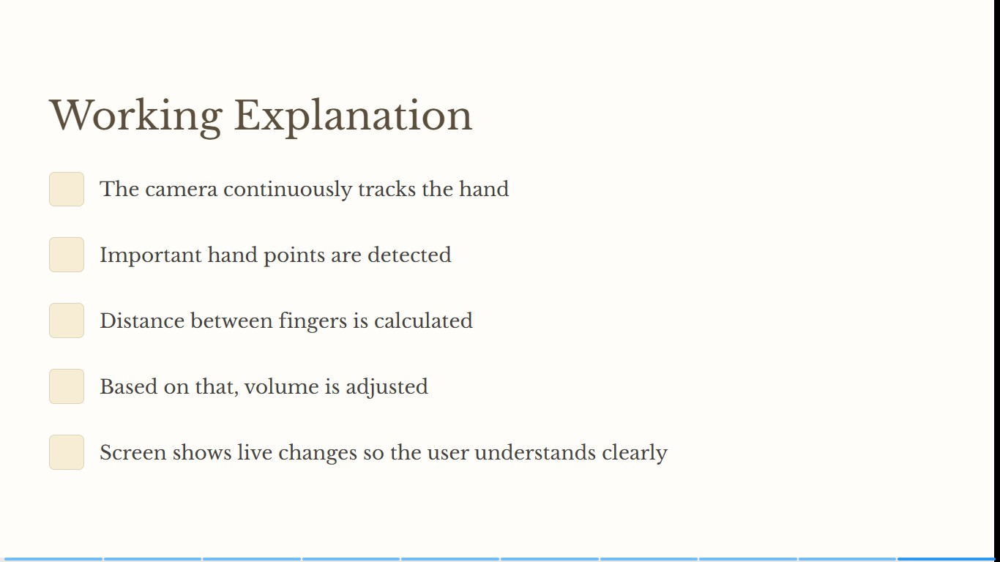 Working Explanation
The camera continuously tracks the hand
Important hand points are detected
Distance between fingers is calculated
Based on that, volume is adjusted
Screen shows live changes so the user understands clearly